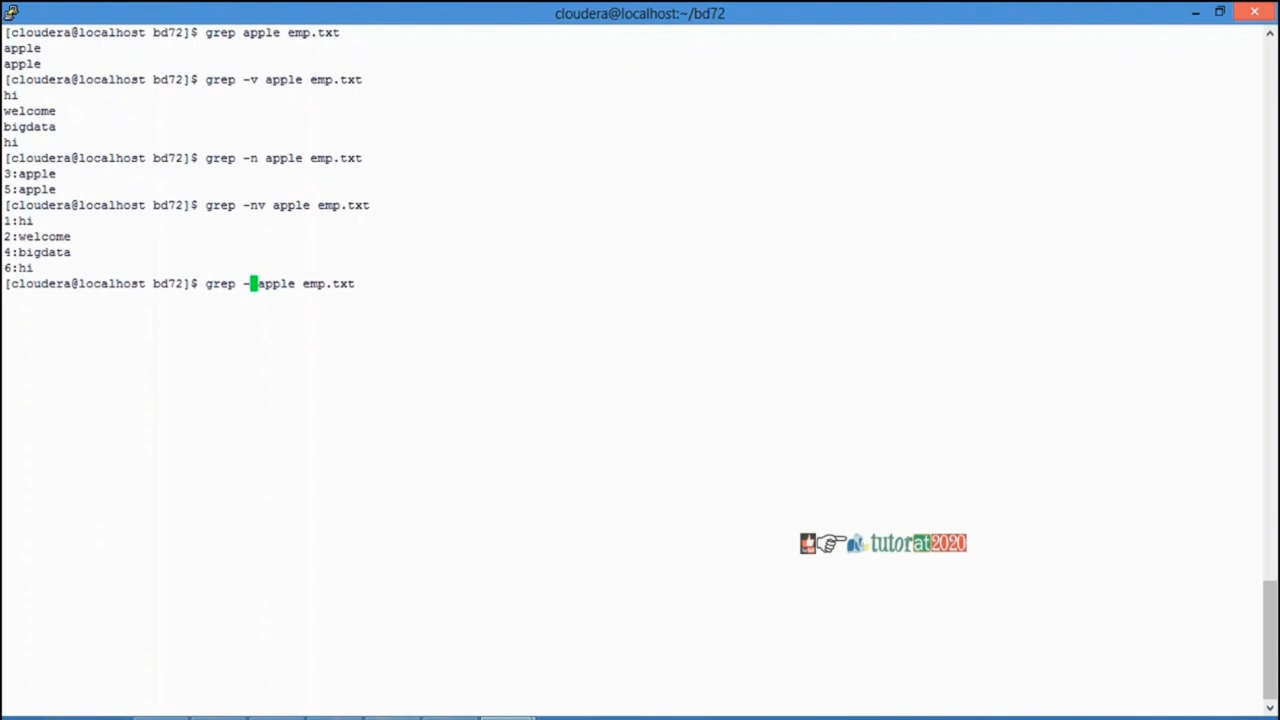 cloudera@localhost:~/bd72
[cloudera@localhost bd72]$ grep apple emp.txt
apple
apple
[cloudera@localhost bd72]$ grep -v apple emp.txt
hi
welcome
bigdata
hi
[cloudera@localhost bd72]$ grep -n apple emp.txt
3:apple
5:apple
[cloudera@localhost bd72]$ grep -nv apple emp.txt
1:hi
2:welcome
4:bigdata
6:hi
[cloudera@localhost bd72]$ grep - apple emp.txt
tutorat2020